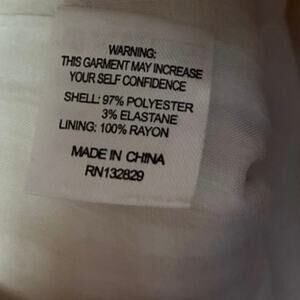 WARNING:
THIS GARMENT MAY INCREASE
YOUR SELF CONFIDENCE
SHELL: 97% POLYESTER
3% ELASTANE
LINING: 100% RAYON
MADE IN CHINA
RN132829